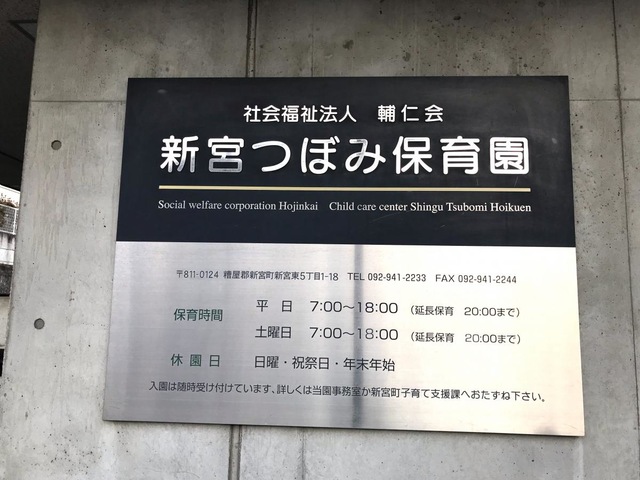 社会福祉法人　輔仁会
新宮つぼみ保育園
Social welfare corporation Hojinkai　Child care center Shingu Tsubomi Hoikuen
〒811-0124 糟屋郡新宮町新宮東5丁目1-18　TEL 092-941-2233　FAX 092-941-2244
保育時間　平　日　7:00～18:00　（延長保育　20:00まで）
土曜日　7:00～18:00　（延長保育　20:00まで）
休 園 日　日曜・祝祭日・年末年始
入園は随時受け付けています、詳しくは当園事務室か新宮町子育て支援課へおたずね下さい。